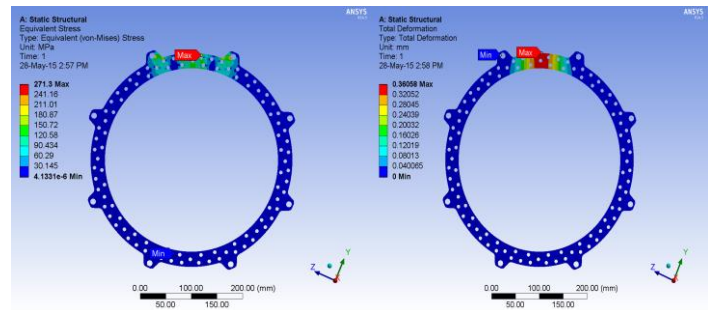 A: Static Structural
Equivalent Stress
Type: Equivalent (von-Mises) Stress
Unit: MPa
Time: 1
28-May-15 2:57 PM
271.3 Max
241.16
211.01
180.87
150.72
120.58
90.434
60.29
30.145
4.1331e-6 Min
Max
Min
ANSYS
Z
Y
0.00
100.00
200.00 (mm)
50.00
150.00
A: Static Structural
Total Deformation
Type: Total Deformation
Unit: mm
Time: 1
28-May-15 2:58 PM
0.36058 Max
0.32052
0.28045
0.24039
0.20032
0.16026
0.12019
0.08013
0.040065
0 Min
Min
Max
ANSYS
Z
Y
0.00
100.00
200.00 (mm)
50.00
150.00